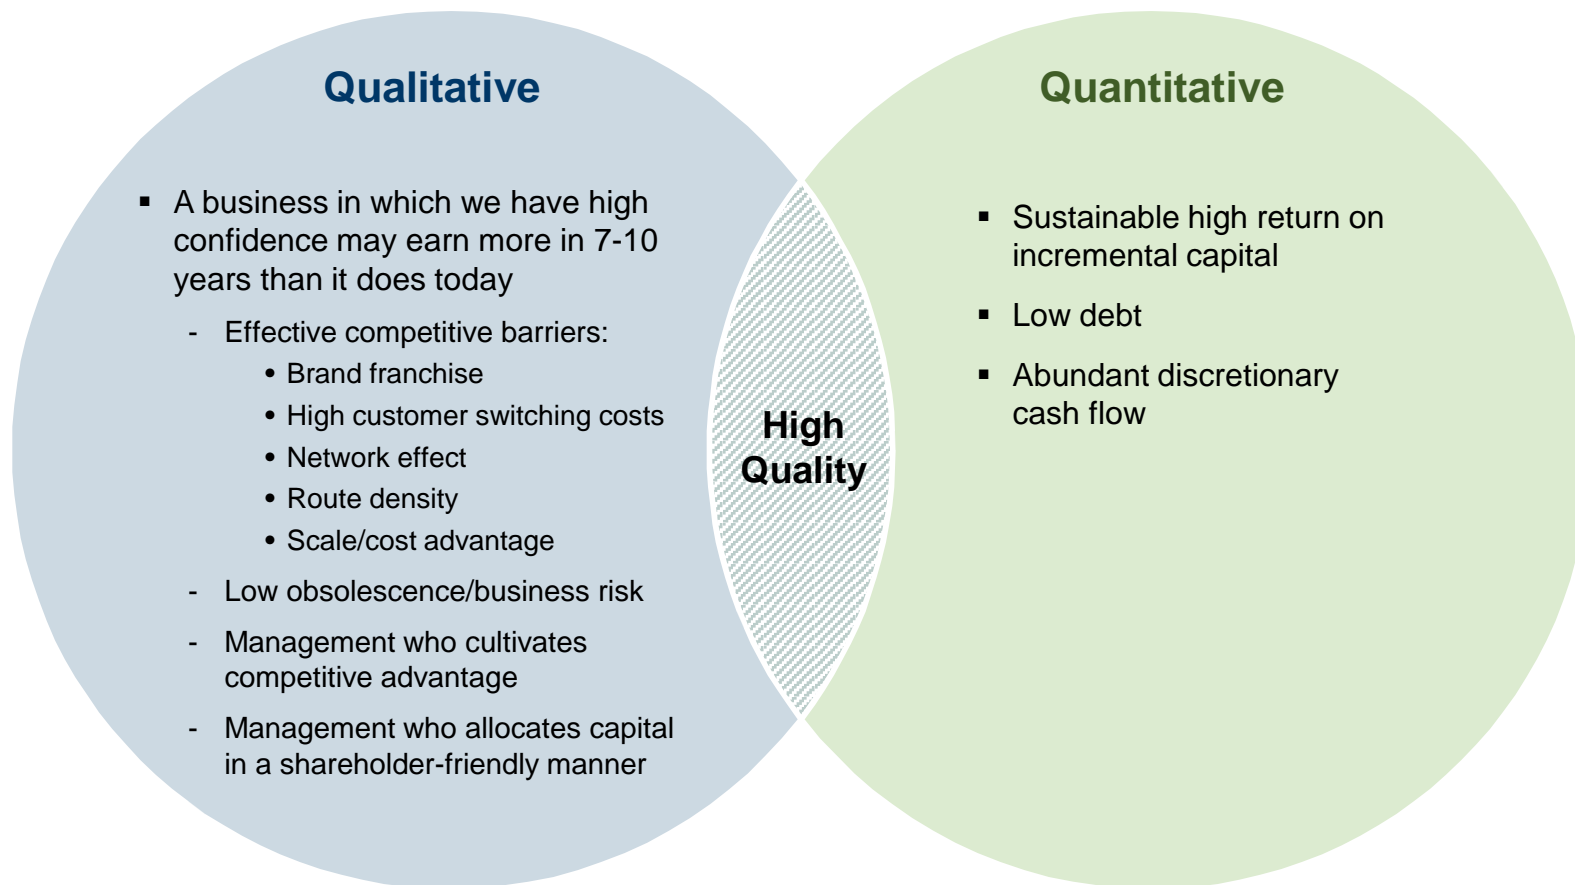 Qualitative
▪ A business in which we have high
confidence may earn more in 7-10
years than it does today
- Effective competitive barriers:
• Brand franchise
• High customer switching costs
• Network effect
• Route density
• Scale/cost advantage
- Low obsolescence/business risk
- Management who cultivates
competitive advantage
- Management who allocates capital
in a shareholder-friendly manner
High
Quality
Quantitative
▪ Sustainable high return on
incremental capital
▪ Low debt
▪ Abundant discretionary
cash flow